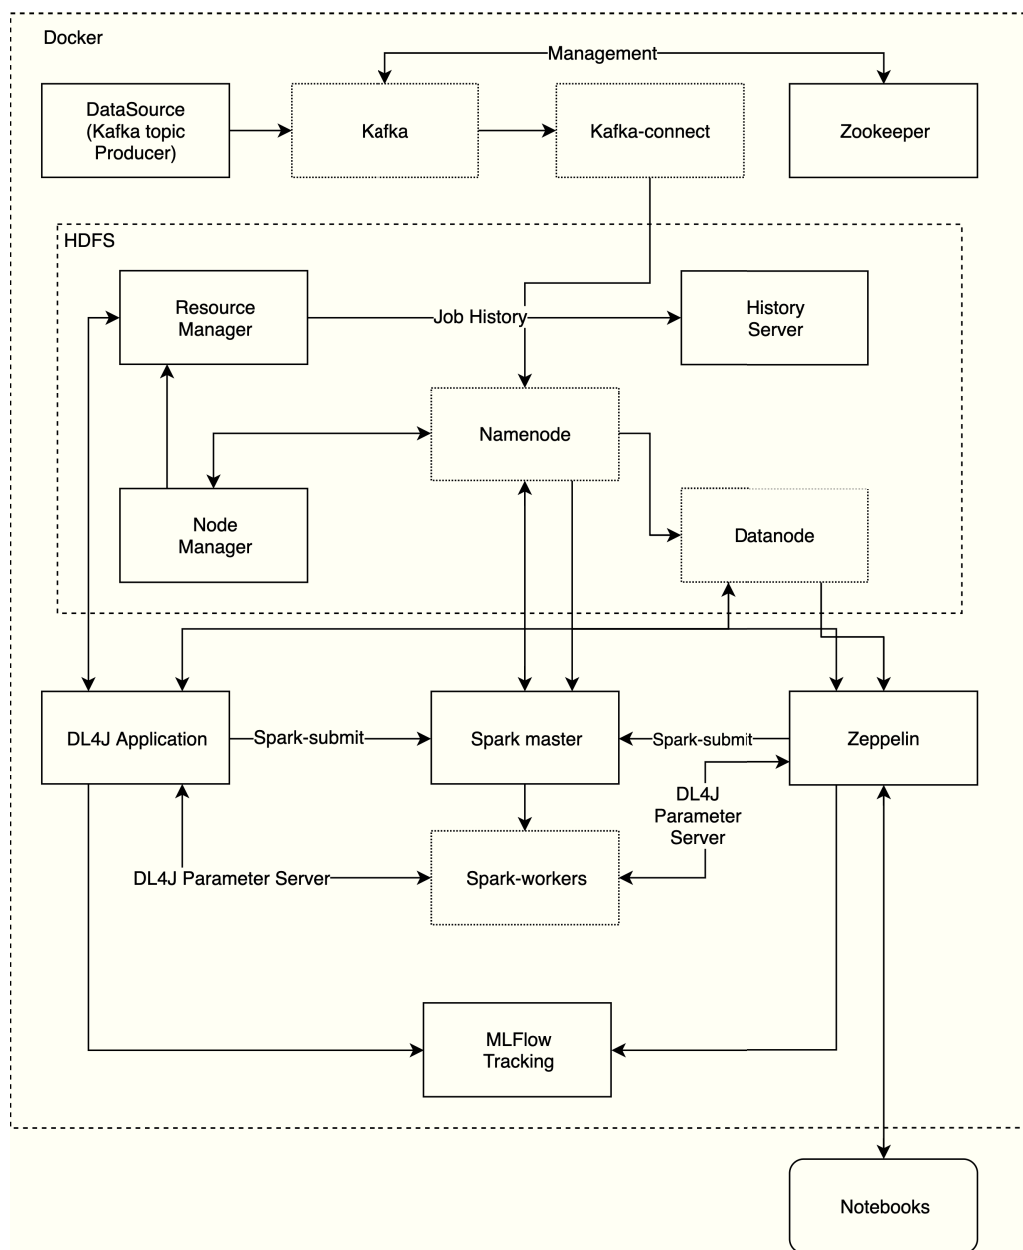 Docker
Management
DataSource
(Kafka topic
Producer)
Kafka
Kafka-connect
Zookeeper
HDFS
Resource
Manager
Job History
History
Server
Namenode
Node
Manager
Datanode
DL4J Application
Spark-submit
Spark master
Spark-submit
Zeppelin
DL4J
Parameter
Server
DL4J Parameter Server
Spark-workers
MLFlow
Tracking
Notebooks